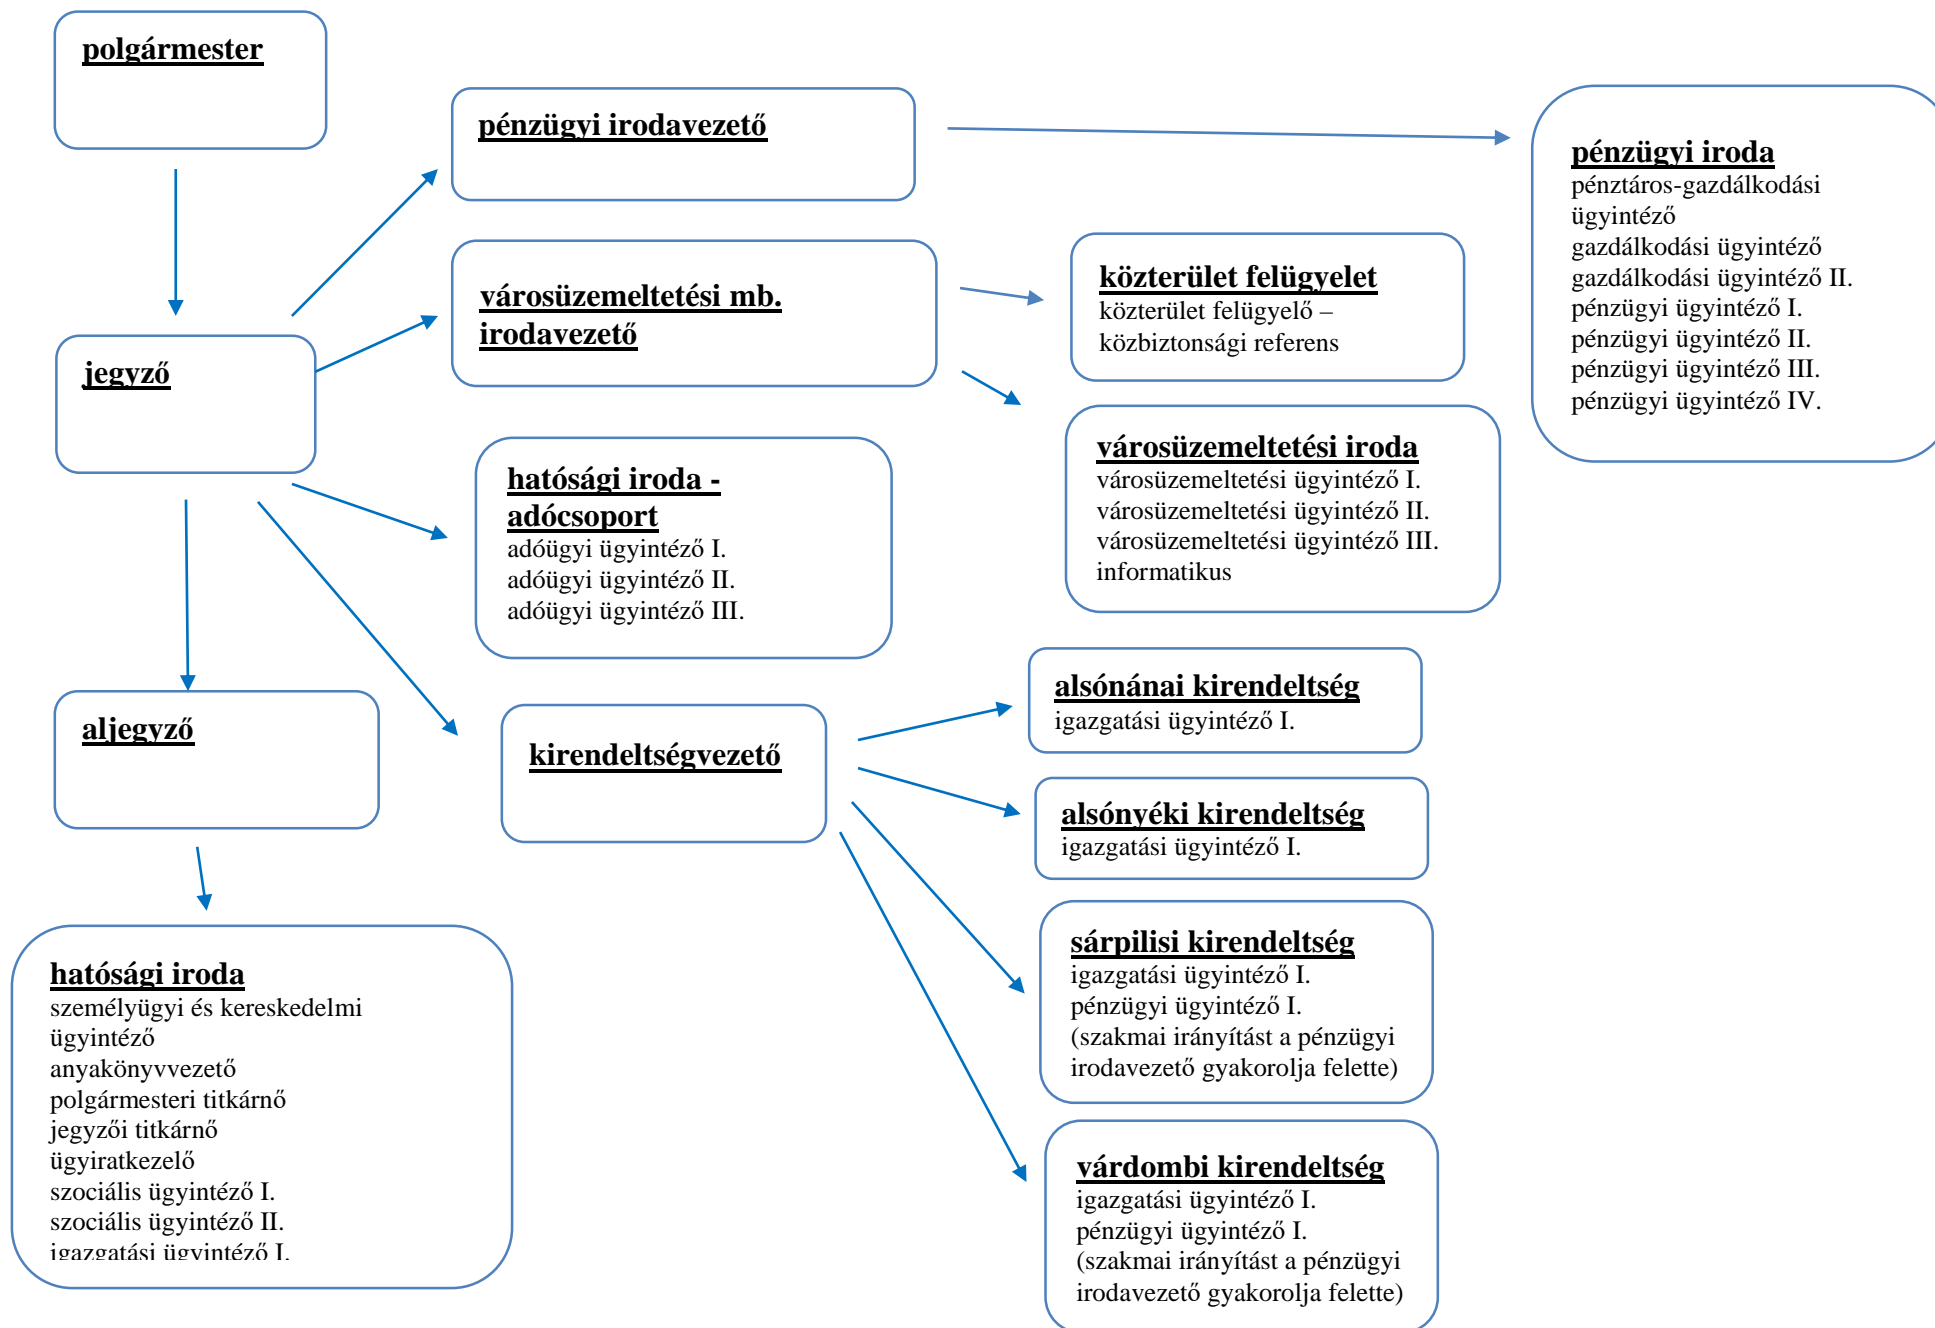 polgármester
pénzügyi irodavezető
pénzügyi iroda
pénztáros-gazdálkodási
ügyintéző
gazdálkodási ügyintéző
gazdálkodási ügyintéző II.
pénzügyi ügyintéző I.
pénzügyi ügyintéző II.
pénzügyi ügyintéző III.
pénzügyi ügyintéző IV.
városüzemeltetési mb.
irodavezető
közterület felügyelet
közterület felügyelő –
közbiztonsági referens
jegyző
városüzemeltetési iroda
városüzemeltetési ügyintéző I.
városüzemeltetési ügyintéző II.
városüzemeltetési ügyintéző III.
informatikus
hatósági iroda -
adócsoport
adóügyi ügyintéző I.
adóügyi ügyintéző II.
adóügyi ügyintéző III.
aljegyző
kirendeltségvezető
alsónánai kirendeltség
igazgatási ügyintéző I.
alsónyéki kirendeltség
igazgatási ügyintéző I.
sárpilisi kirendeltség
igazgatási ügyintéző I.
pénzügyi ügyintéző I.
(szakmai irányítást a pénzügyi
irodavezető gyakorolja felette)
hatósági iroda
személyügyi és kereskedelmi
ügyintéző
anyakönyvvezető
polgármesteri titkárnő
jegyzői titkárnő
ügyiratkezelő
szociális ügyintéző I.
szociális ügyintéző II.
igazgatási ügyintéző I.
várdombi kirendeltség
igazgatási ügyintéző I.
pénzügyi ügyintéző I.
(szakmai irányítást a pénzügyi
irodavezető gyakorolja felette)